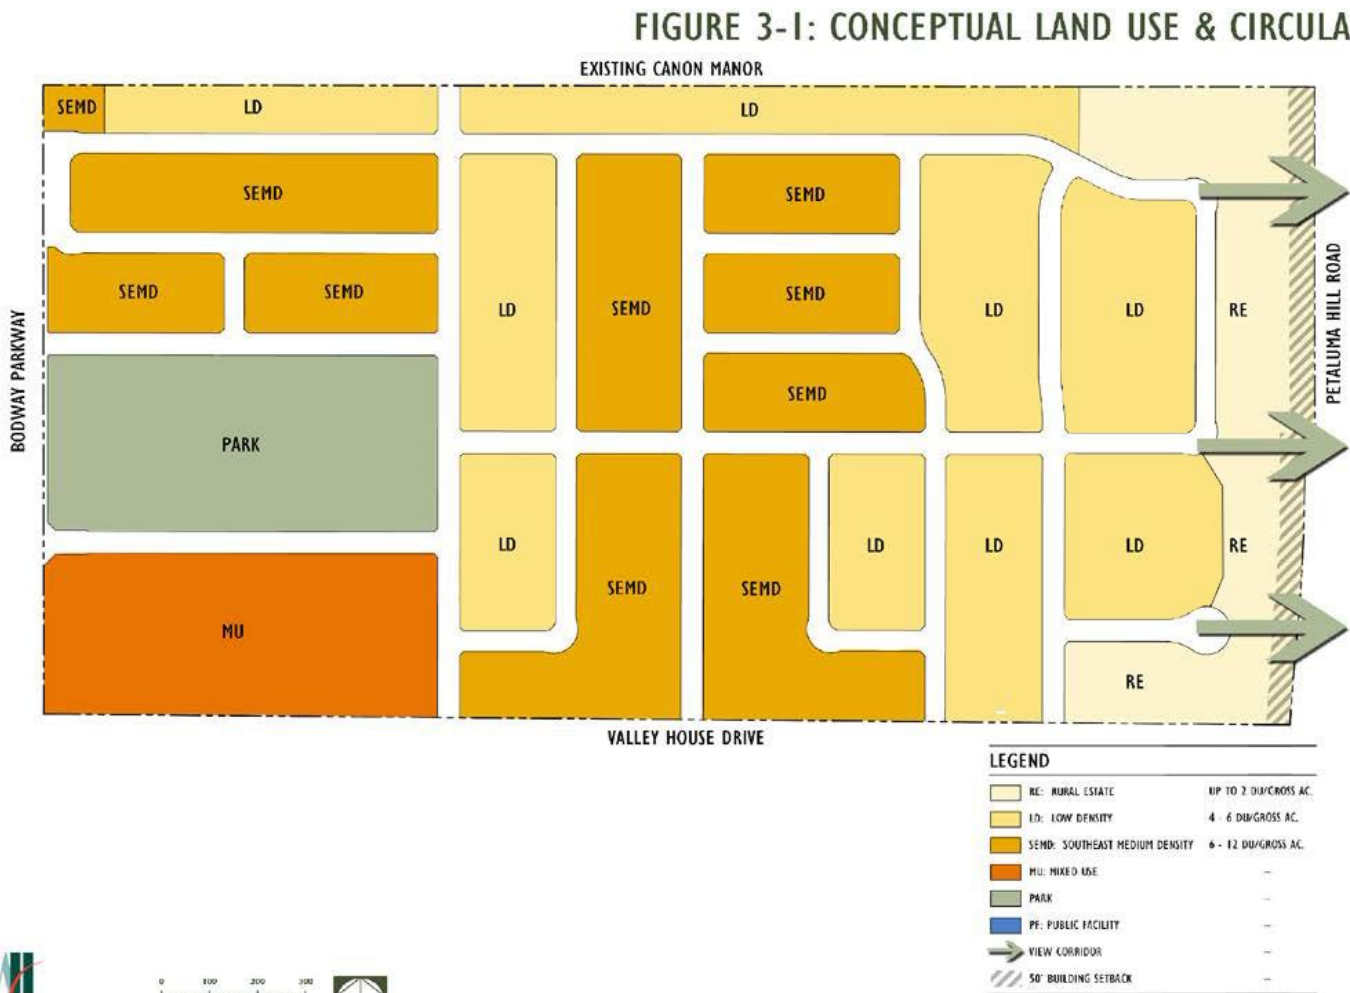 FIGURE 3-1: CONCEPTUAL LAND USE & CIRCULA
EXISTING CANON MANOR
SEMD LD LD
SEMD SEMD
SEMD SEMD LD SEMD SEMD LD LD RE
SEMD
PARK
BODWAY PARKWAY
PETALUMA HILL ROAD
LD LD LD LD RE
SEMD SEMD
MU
RE
VALLEY HOUSE DRIVE
LEGEND
RE: RURAL ESTATE UP TO 2 DU/GROSS AC.
LD: LOW DENSITY 4 - 6 DU/GROSS AC.
SEMD: SOUTHEAST MEDIUM DENSITY 6 - 12 DU/GROSS AC.
MU: MIXED USE –
PARK –
PF: PUBLIC FACILITY –
VIEW CORRIDOR –
50' BUILDING SETBACK –
0 100 200 300